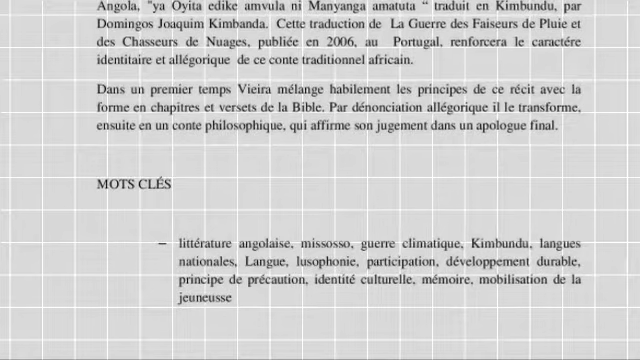 Angola, "ya Oyita edike amvula ni Manyanga amatuta “ traduit en Kimbundu, par
Domingos Joaquim Kimbanda. Cette traduction de La Guerre des Faiseurs de Pluie et
des Chasseurs de Nuages, publiée en 2006, au Portugal, renforcera le caractére
identitaire et allégorique de ce conte traditionnel africain.
Dans un premier temps Vieira mélange habilement les principes de ce récit avec la
forme en chapitres et versets de la Bible. Par dénonciation allégorique il le transforme,
ensuite en un conte philosophique, qui affirme son jugement dans un apologue final.
MOTS CLÉS
– littérature angolaise, missosso, guerre climatique, Kimbundu, langues
nationales, Langue, lusophonie, participation, développement durable,
principe de précaution, identité culturelle, mémoire, mobilisation de la
jeuneusse